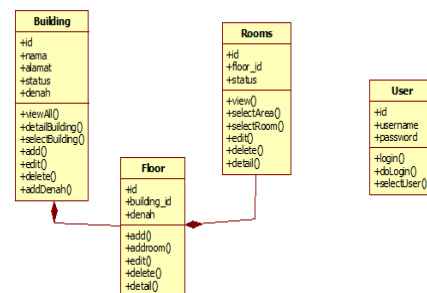 Building
+id
+nama
+alamat
+status
+denah
+viewAll()
+detailBuilding()
+selectBuilding()
+add()
+edit()
+delete()
+addDenah()
Floor
+id
+building_id
+denah
+add()
+addroom()
+edit()
+delete()
+detail()
Rooms
+id
+floor_id
+status
+view()
+selectArea()
+selectRoom()
+edit()
+delete()
+detail()
User
+id
+username
+password
+login()
+doLogin()
+selectUser()